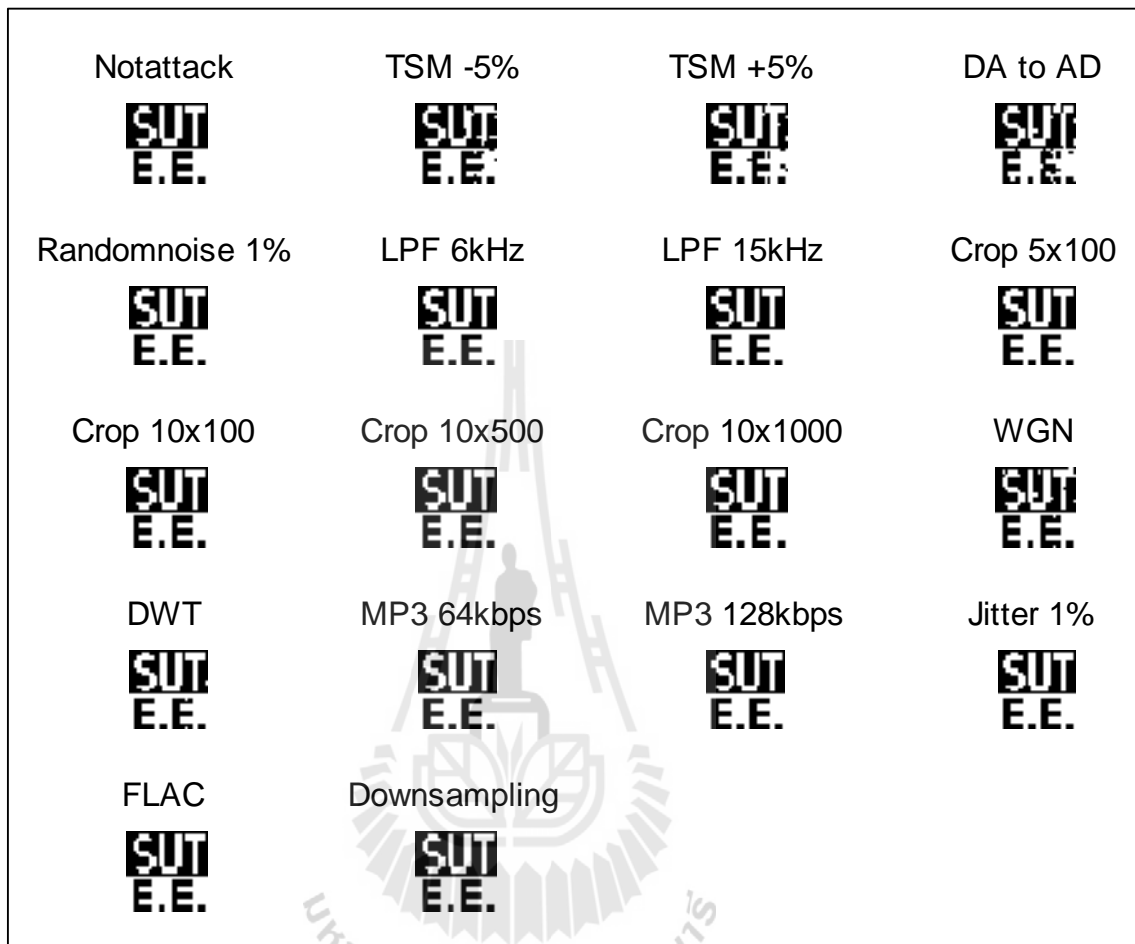 Notattack TSM -5% TSM +5% DA to AD
SUT SUT SUT SUT
E.E. E.E. E.E. E.E.
Randomnoise 1% LPF 6kHz LPF 15kHz Crop 5x100
SUT SUT SUT SUT
E.E. E.E. E.E. E.E.
Crop 10x100 Crop 10x500 Crop 10x1000 WGN
SUT SUT SUT SUT
E.E. E.E. E.E. E.E.
DWT MP3 64kbps MP3 128kbps Jitter 1%
SUT SUT SUT SUT
E.E. E.E. E.E. E.E.
FLAC Downsampling
SUT SUT
E.E. E.E.